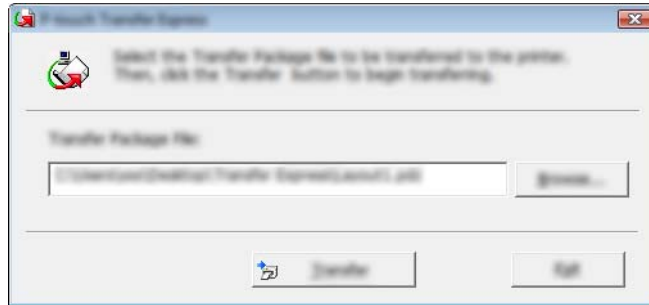 P-touch Transfer Express
Select the Transfer Package file to be transferred to the printer.
Then, click the Transfer button to begin transferring.
Transfer Package File:
Browse...
Transfer
Exit